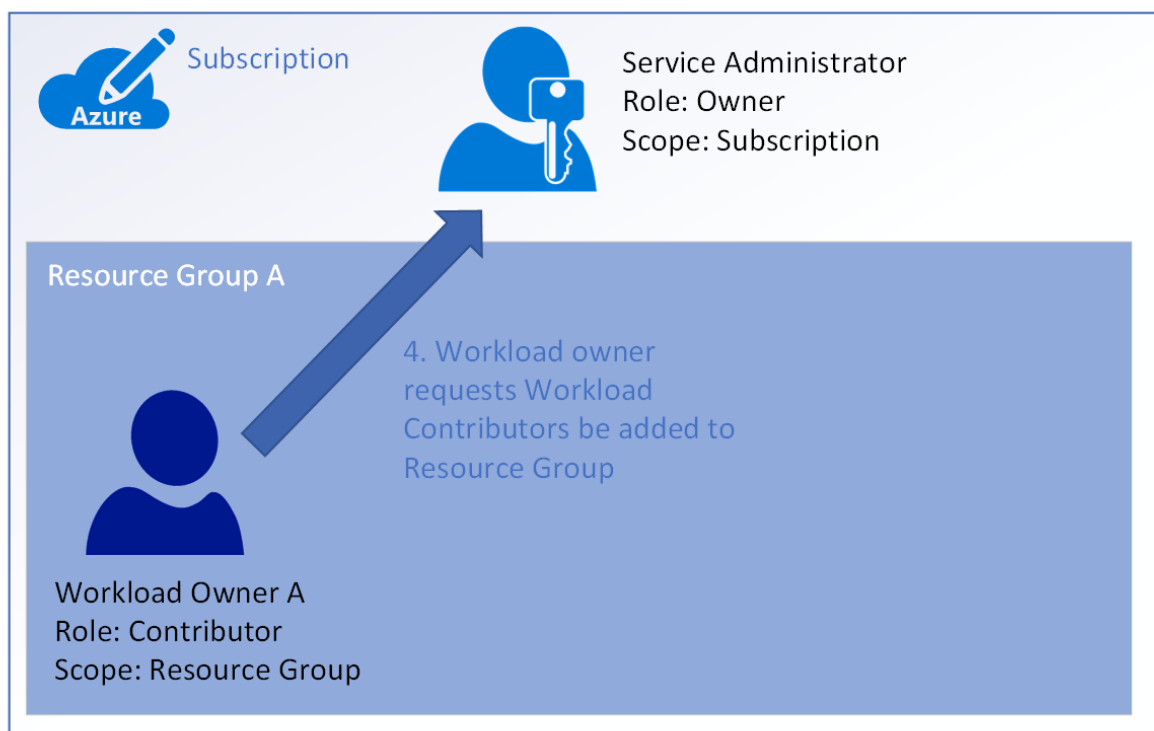 Azure
Subscription
Service Administrator
Role: Owner
Scope: Subscription
Resource Group A
4. Workload owner
requests Workload
Contributors be added to
Resource Group
Workload Owner A
Role: Contributor
Scope: Resource Group